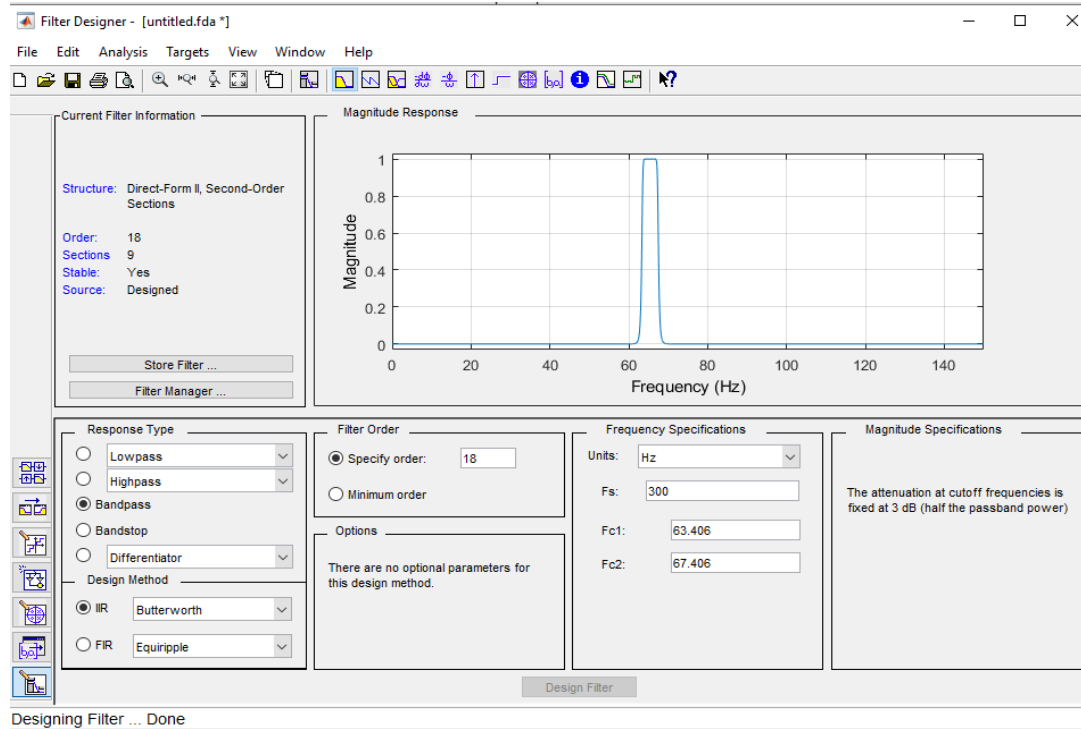 Filter Designer - [untitled.fda *]
File Edit Analysis Targets View Window Help
Current Filter Information
Structure: Direct-Form II, Second-Order
Sections
Order: 18
Sections 9
Stable: Yes
Source: Designed
Store Filter ...
Filter Manager ...
Magnitude Response
1
0.8
0.6
0.4
0.2
0
Magnitude
0 20 40 60 80 100 120 140
Frequency (Hz)
Response Type
Lowpass
Highpass
Bandpass
Bandstop
Differentiator
Design Method
IIR Butterworth
FIR Equiripple
Filter Order
Specify order: 18
Minimum order
Options
There are no optional parameters for
this design method.
Frequency Specifications
Units: Hz
Fs: 300
Fc1: 63.406
Fc2: 67.406
Magnitude Specifications
The attenuation at cutoff frequencies is
fixed at 3 dB (half the passband power)
Design Filter
Designing Filter ... Done